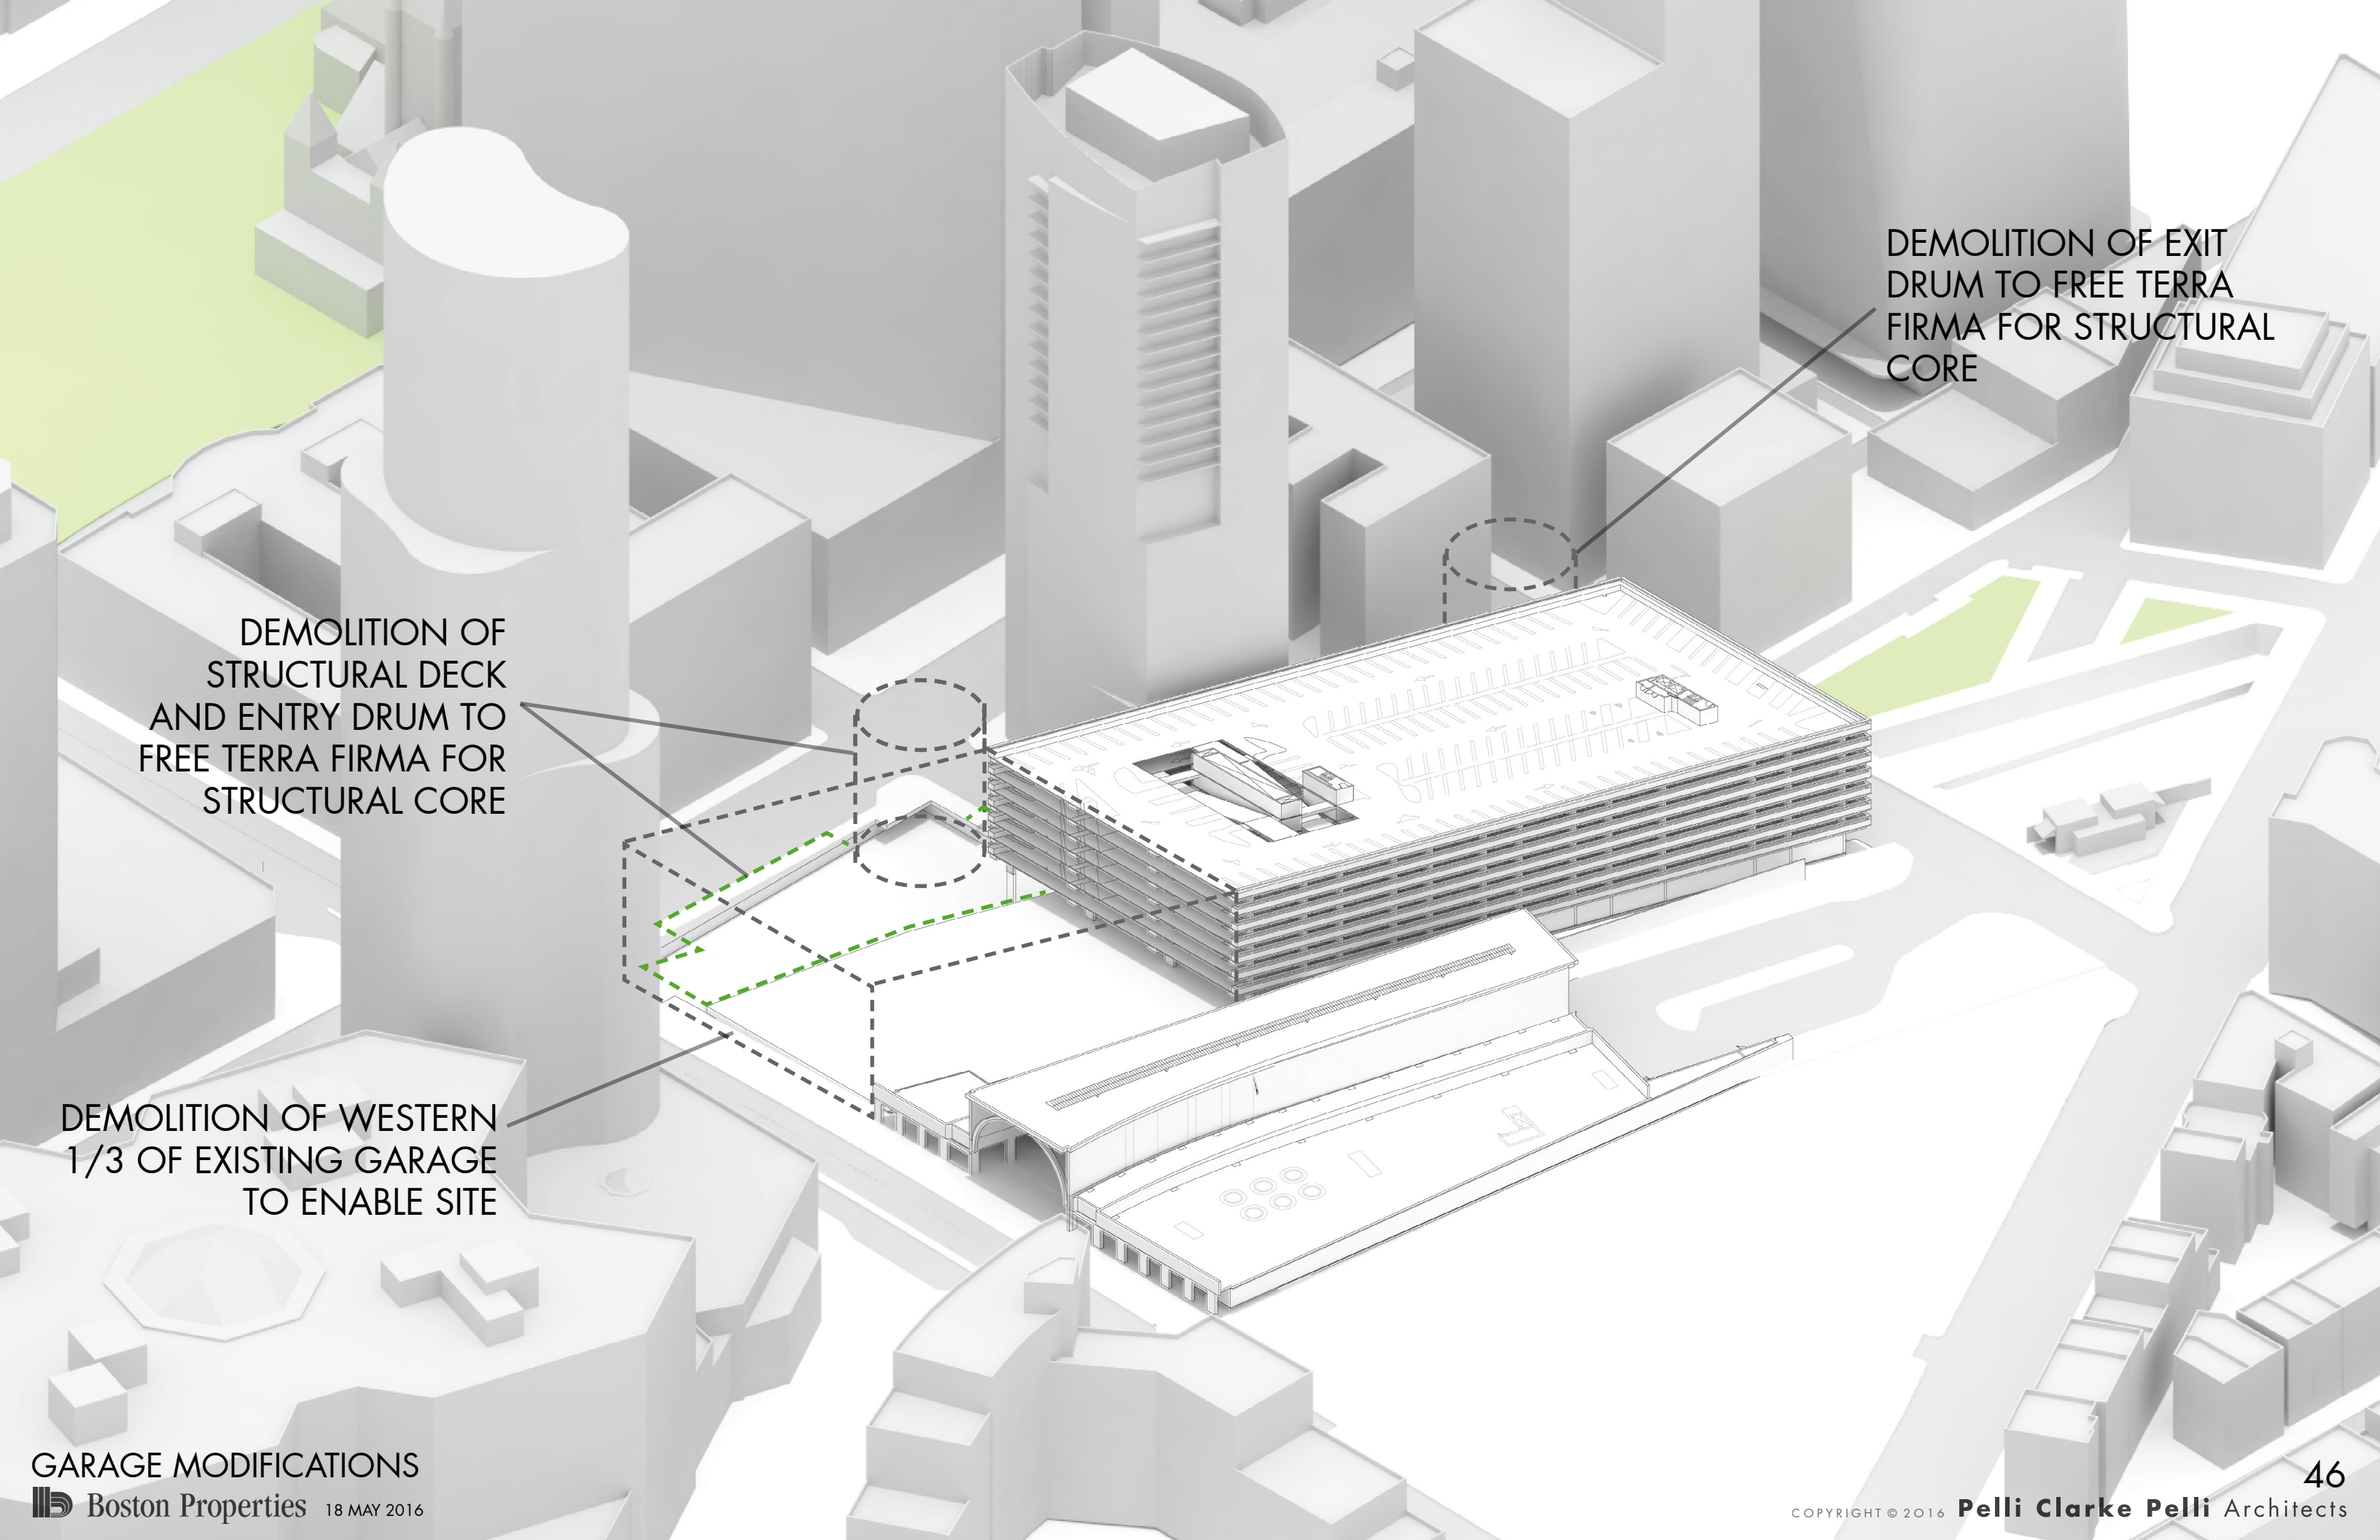 DEMOLITION OF EXIT
DRUM TO FREE TERRA
FIRMA FOR STRUCTURAL
CORE
DEMOLITION OF
STRUCTURAL DECK
AND ENTRY DRUM TO
FREE TERRA FIRMA FOR
STRUCTURAL CORE
DEMOLITION OF WESTERN
1/3 OF EXISTING GARAGE
TO ENABLE SITE
GARAGE MODIFICATIONS
Boston Properties 18 MAY 2016
46
COPYRIGHT © 2016 Pelli Clarke Pelli Architects